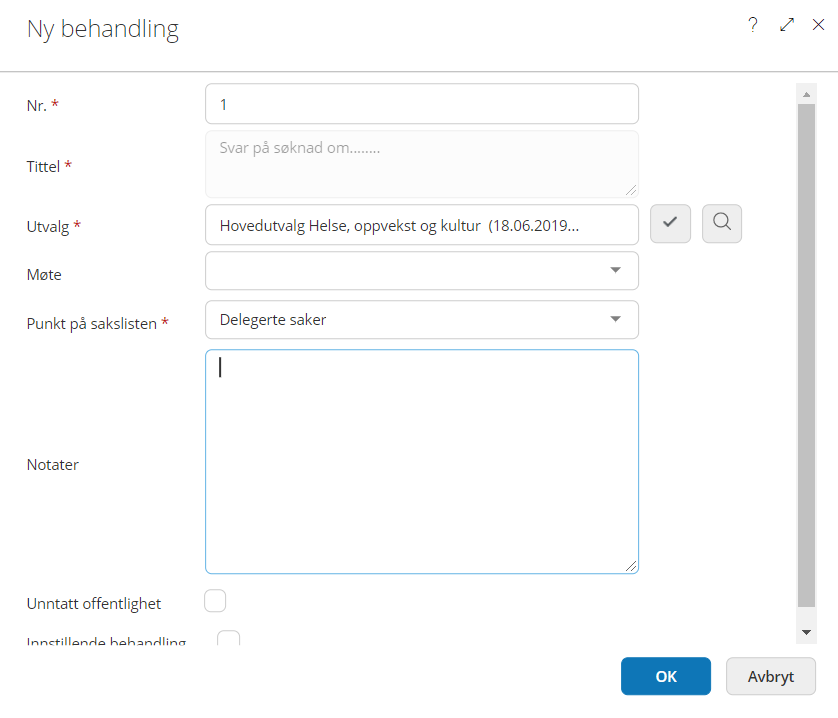 Ny behandling
?
Nr. *
1
Tittel *
Svar på søknad om........
Utvalg *
Hovedutvalg Helse, oppvekst og kultur (18.06.2019...
Møte
Punkt på sakslisten *
Delegerte saker
Notater
Unntatt offentlighet
Innstillende behandling
OK
Avbryt